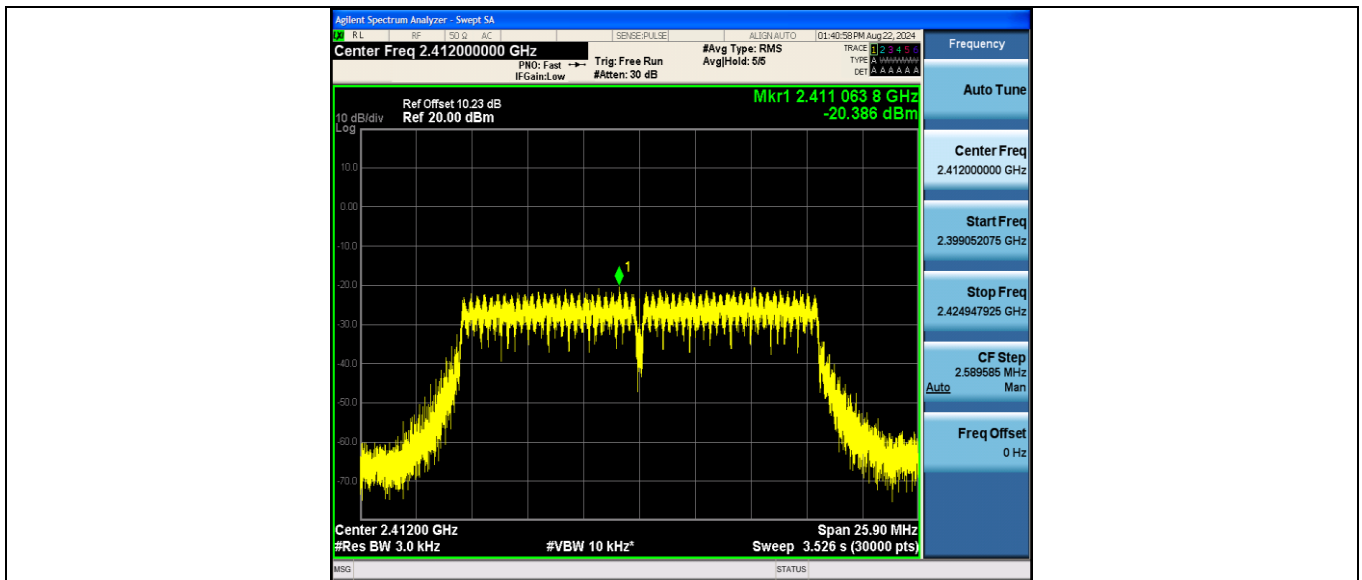 Agilent Spectrum Analyzer - Swept SA
RL RF 50 Ω AC SENSE:PULSE ALIGN AUTO 01:40:58 PM Aug 22, 2024
Center Freq 2.412000000 GHz
PNO: Fast
IFGain:Low
Trig: Free Run
#Atten: 30 dB
#Avg Type: RMS
Avg|Hold: 5/5
TRACE 1 2 3 4 5 6
TYPE A WWWWW
DET A A A A A A
Mkr1 2.411 063 8 GHz
-20.386 dBm
Ref Offset 10.23 dB
10 dB/div Ref 20.00 dBm
Log
10.0
0.00
-10.0
-20.0
-30.0
-40.0
-50.0
-60.0
-70.0
1
Center 2.41200 GHz Span 25.90 MHz
#Res BW 3.0 kHz #VBW 10 kHz* Sweep 3.526 s (30000 pts)
MSG STATUS
Frequency
Auto Tune
Center Freq
2.412000000 GHz
Start Freq
2.399052075 GHz
Stop Freq
2.424947925 GHz
CF Step
2.589585 MHz
Auto Man
Freq Offset
0 Hz